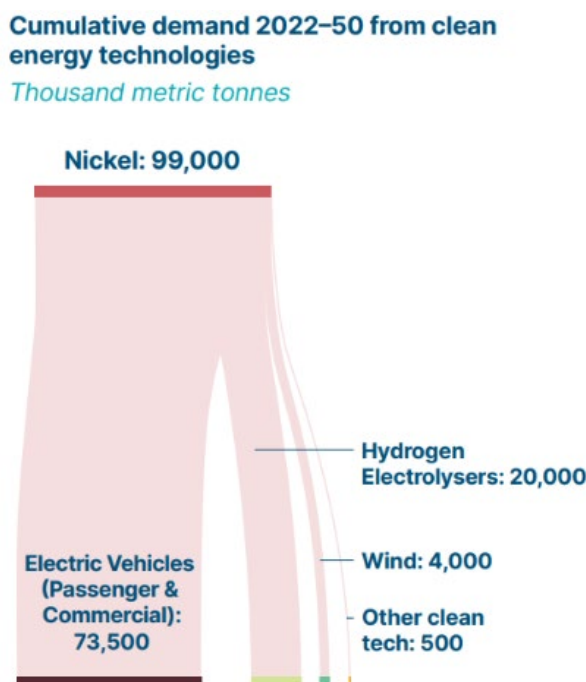 Cumulative demand 2022–50 from clean
energy technologies
Thousand metric tonnes
Nickel: 99,000
Hydrogen
Electrolysers: 20,000
Electric Vehicles
(Passenger &
Commercial):
73,500
Wind: 4,000
Other clean
tech: 500